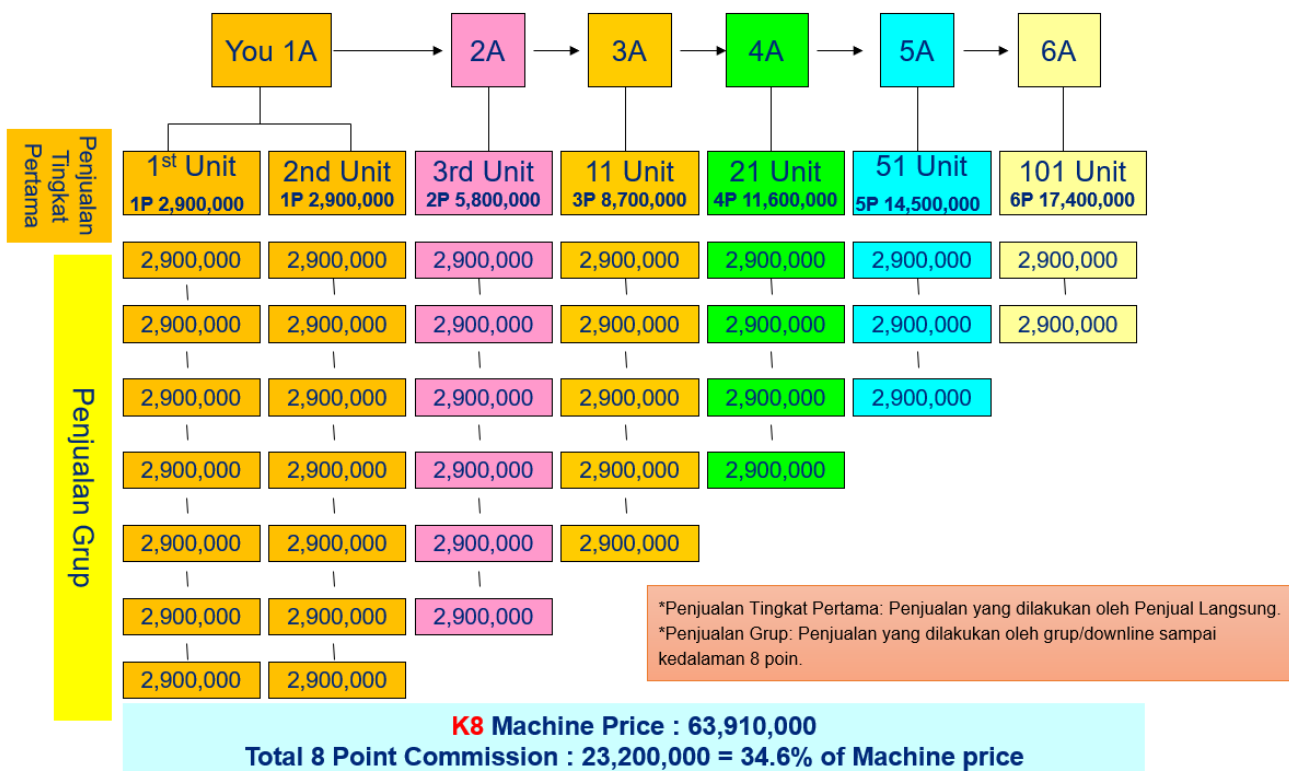 You 1A
2A
3A
4A
5A
6A
Penjualan
Tingkat
Pertama
1st Unit
1P 2,900,000
2nd Unit
1P 2,900,000
3rd Unit
2P 5,800,000
11 Unit
3P 8,700,000
21 Unit
4P 11,600,000
51 Unit
5P 14,500,000
101 Unit
6P 17,400,000
Penjualan Grup
2,900,000 2,900,000 2,900,000 2,900,000 2,900,000 2,900,000 2,900,000
2,900,000 2,900,000 2,900,000 2,900,000 2,900,000 2,900,000 2,900,000
2,900,000 2,900,000 2,900,000 2,900,000 2,900,000 2,900,000
2,900,000 2,900,000 2,900,000 2,900,000 2,900,000
2,900,000 2,900,000 2,900,000 2,900,000
2,900,000 2,900,000 2,900,000
2,900,000 2,900,000
*Penjualan Tingkat Pertama: Penjualan yang dilakukan oleh Penjual Langsung.
*Penjualan Grup: Penjualan yang dilakukan oleh grup/downline sampai
kedalaman 8 poin.
K8 Machine Price : 63,910,000
Total 8 Point Commission : 23,200,000 = 34.6% of Machine price